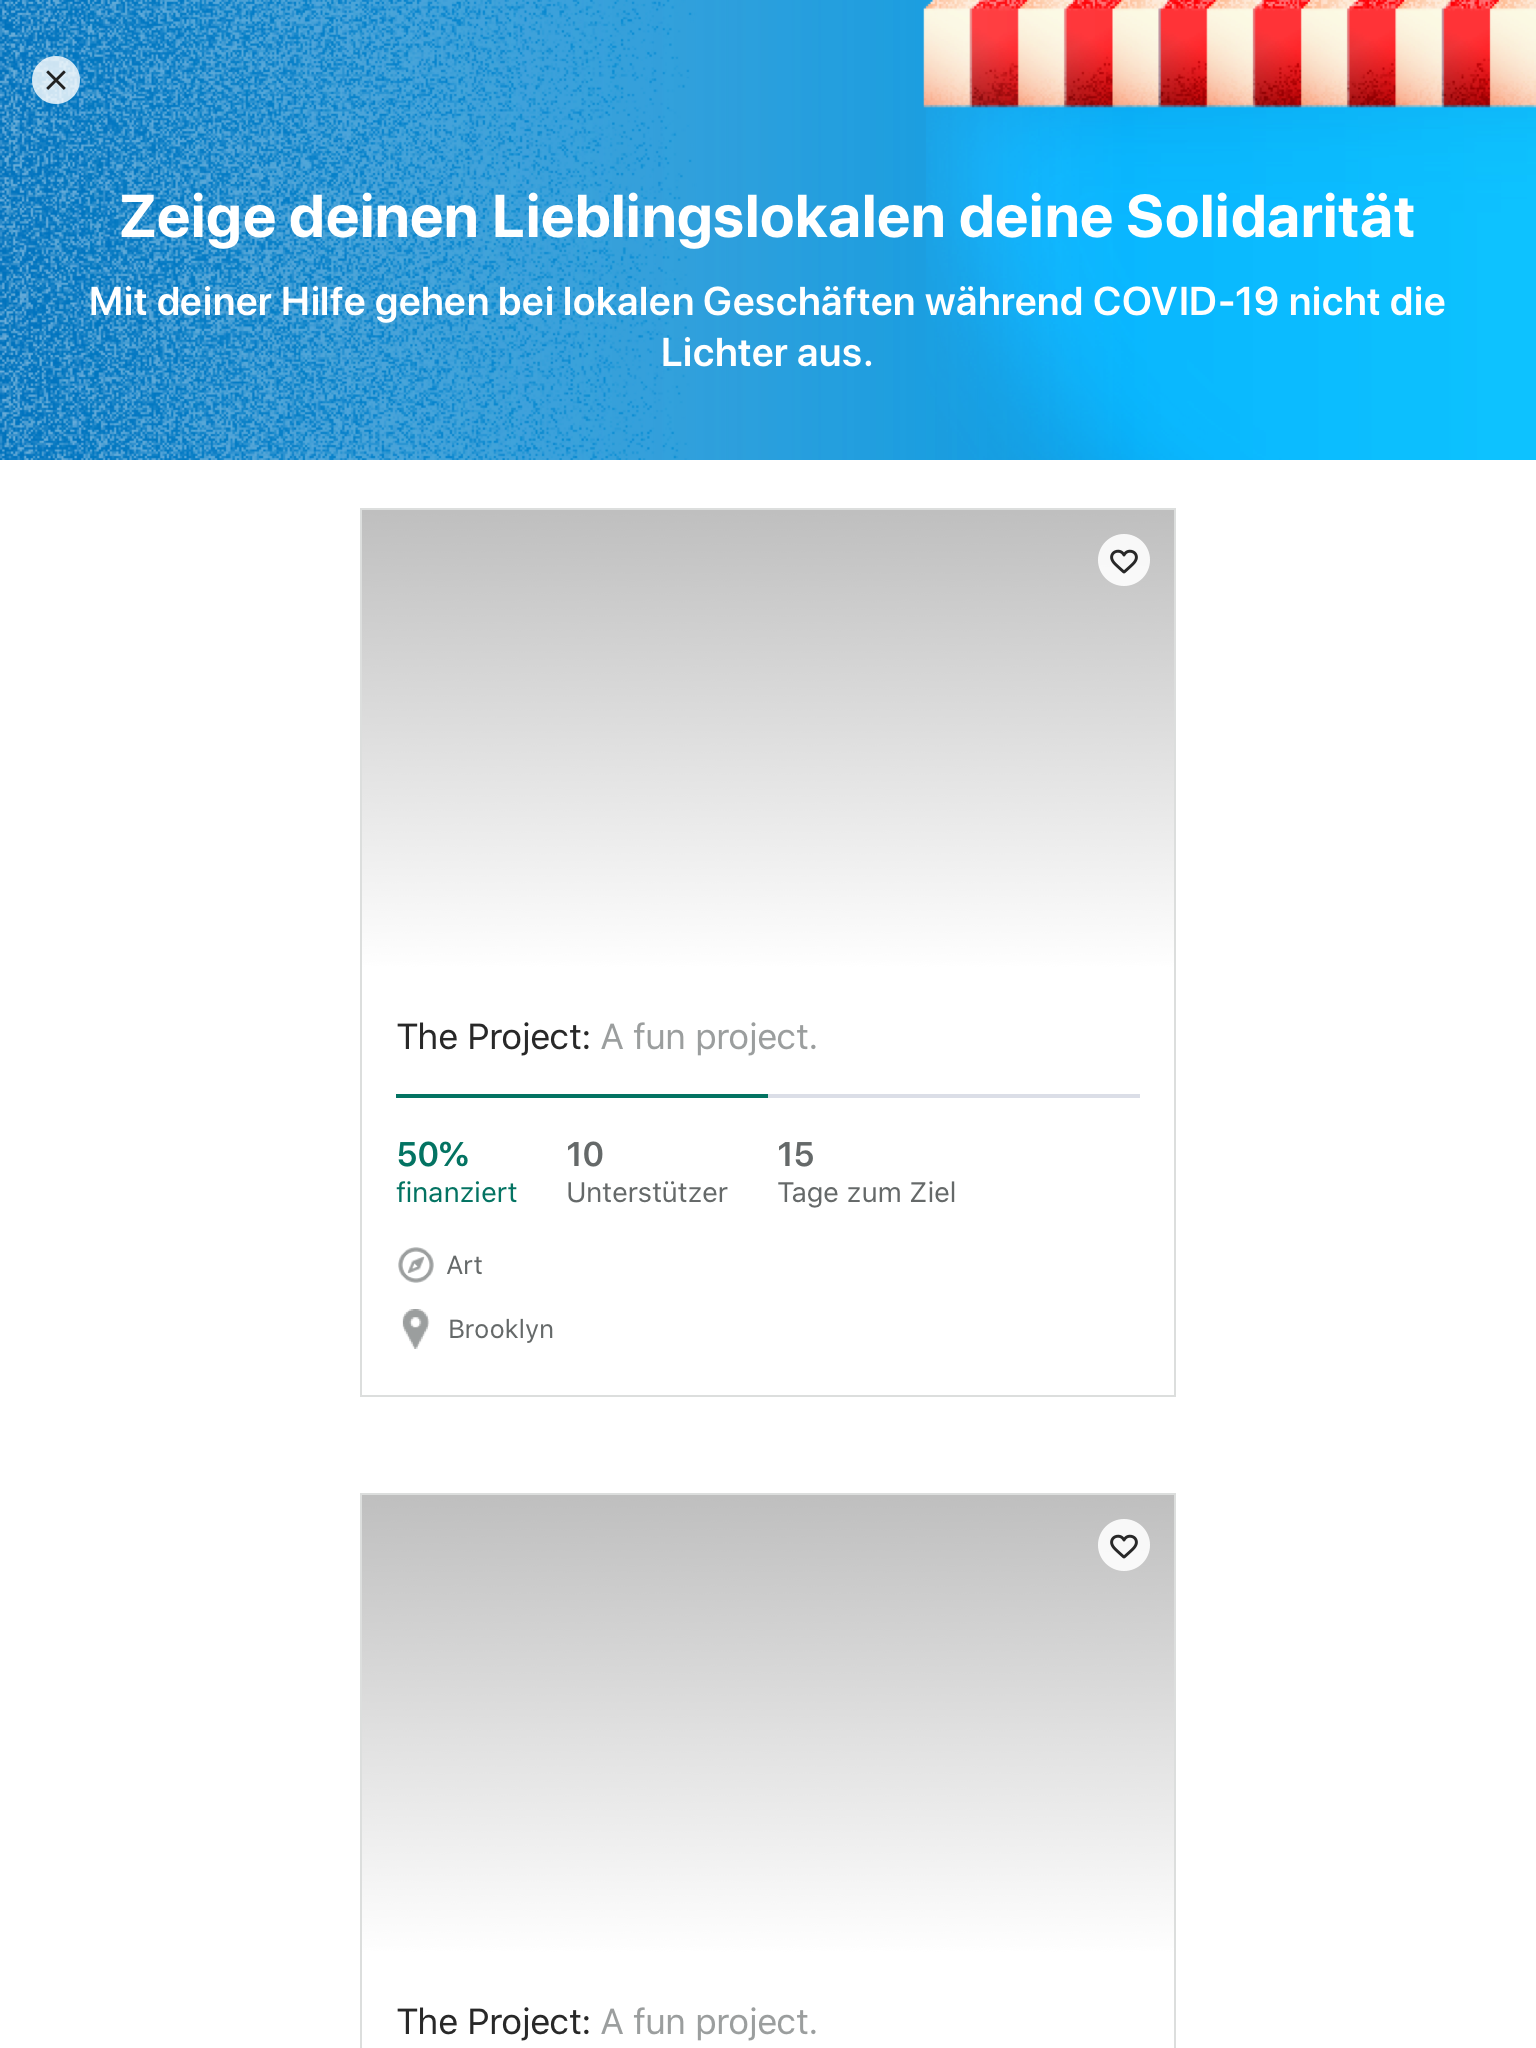 Zeige deinen Lieblingslokalen deine Solidarität
Mit deiner Hilfe gehen bei lokalen Geschäften während COVID-19 nicht die
Lichter aus.
The Project: A fun project.
50% 10 15
finanziert Unterstützer Tage zum Ziel
Art
Brooklyn
The Project: A fun project.